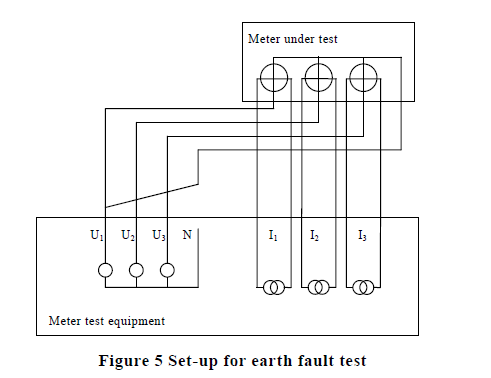 Meter under test
U1 U2 U3 N I1 I2 I3
Meter test equipment
Figure 5 Set-up for earth fault test